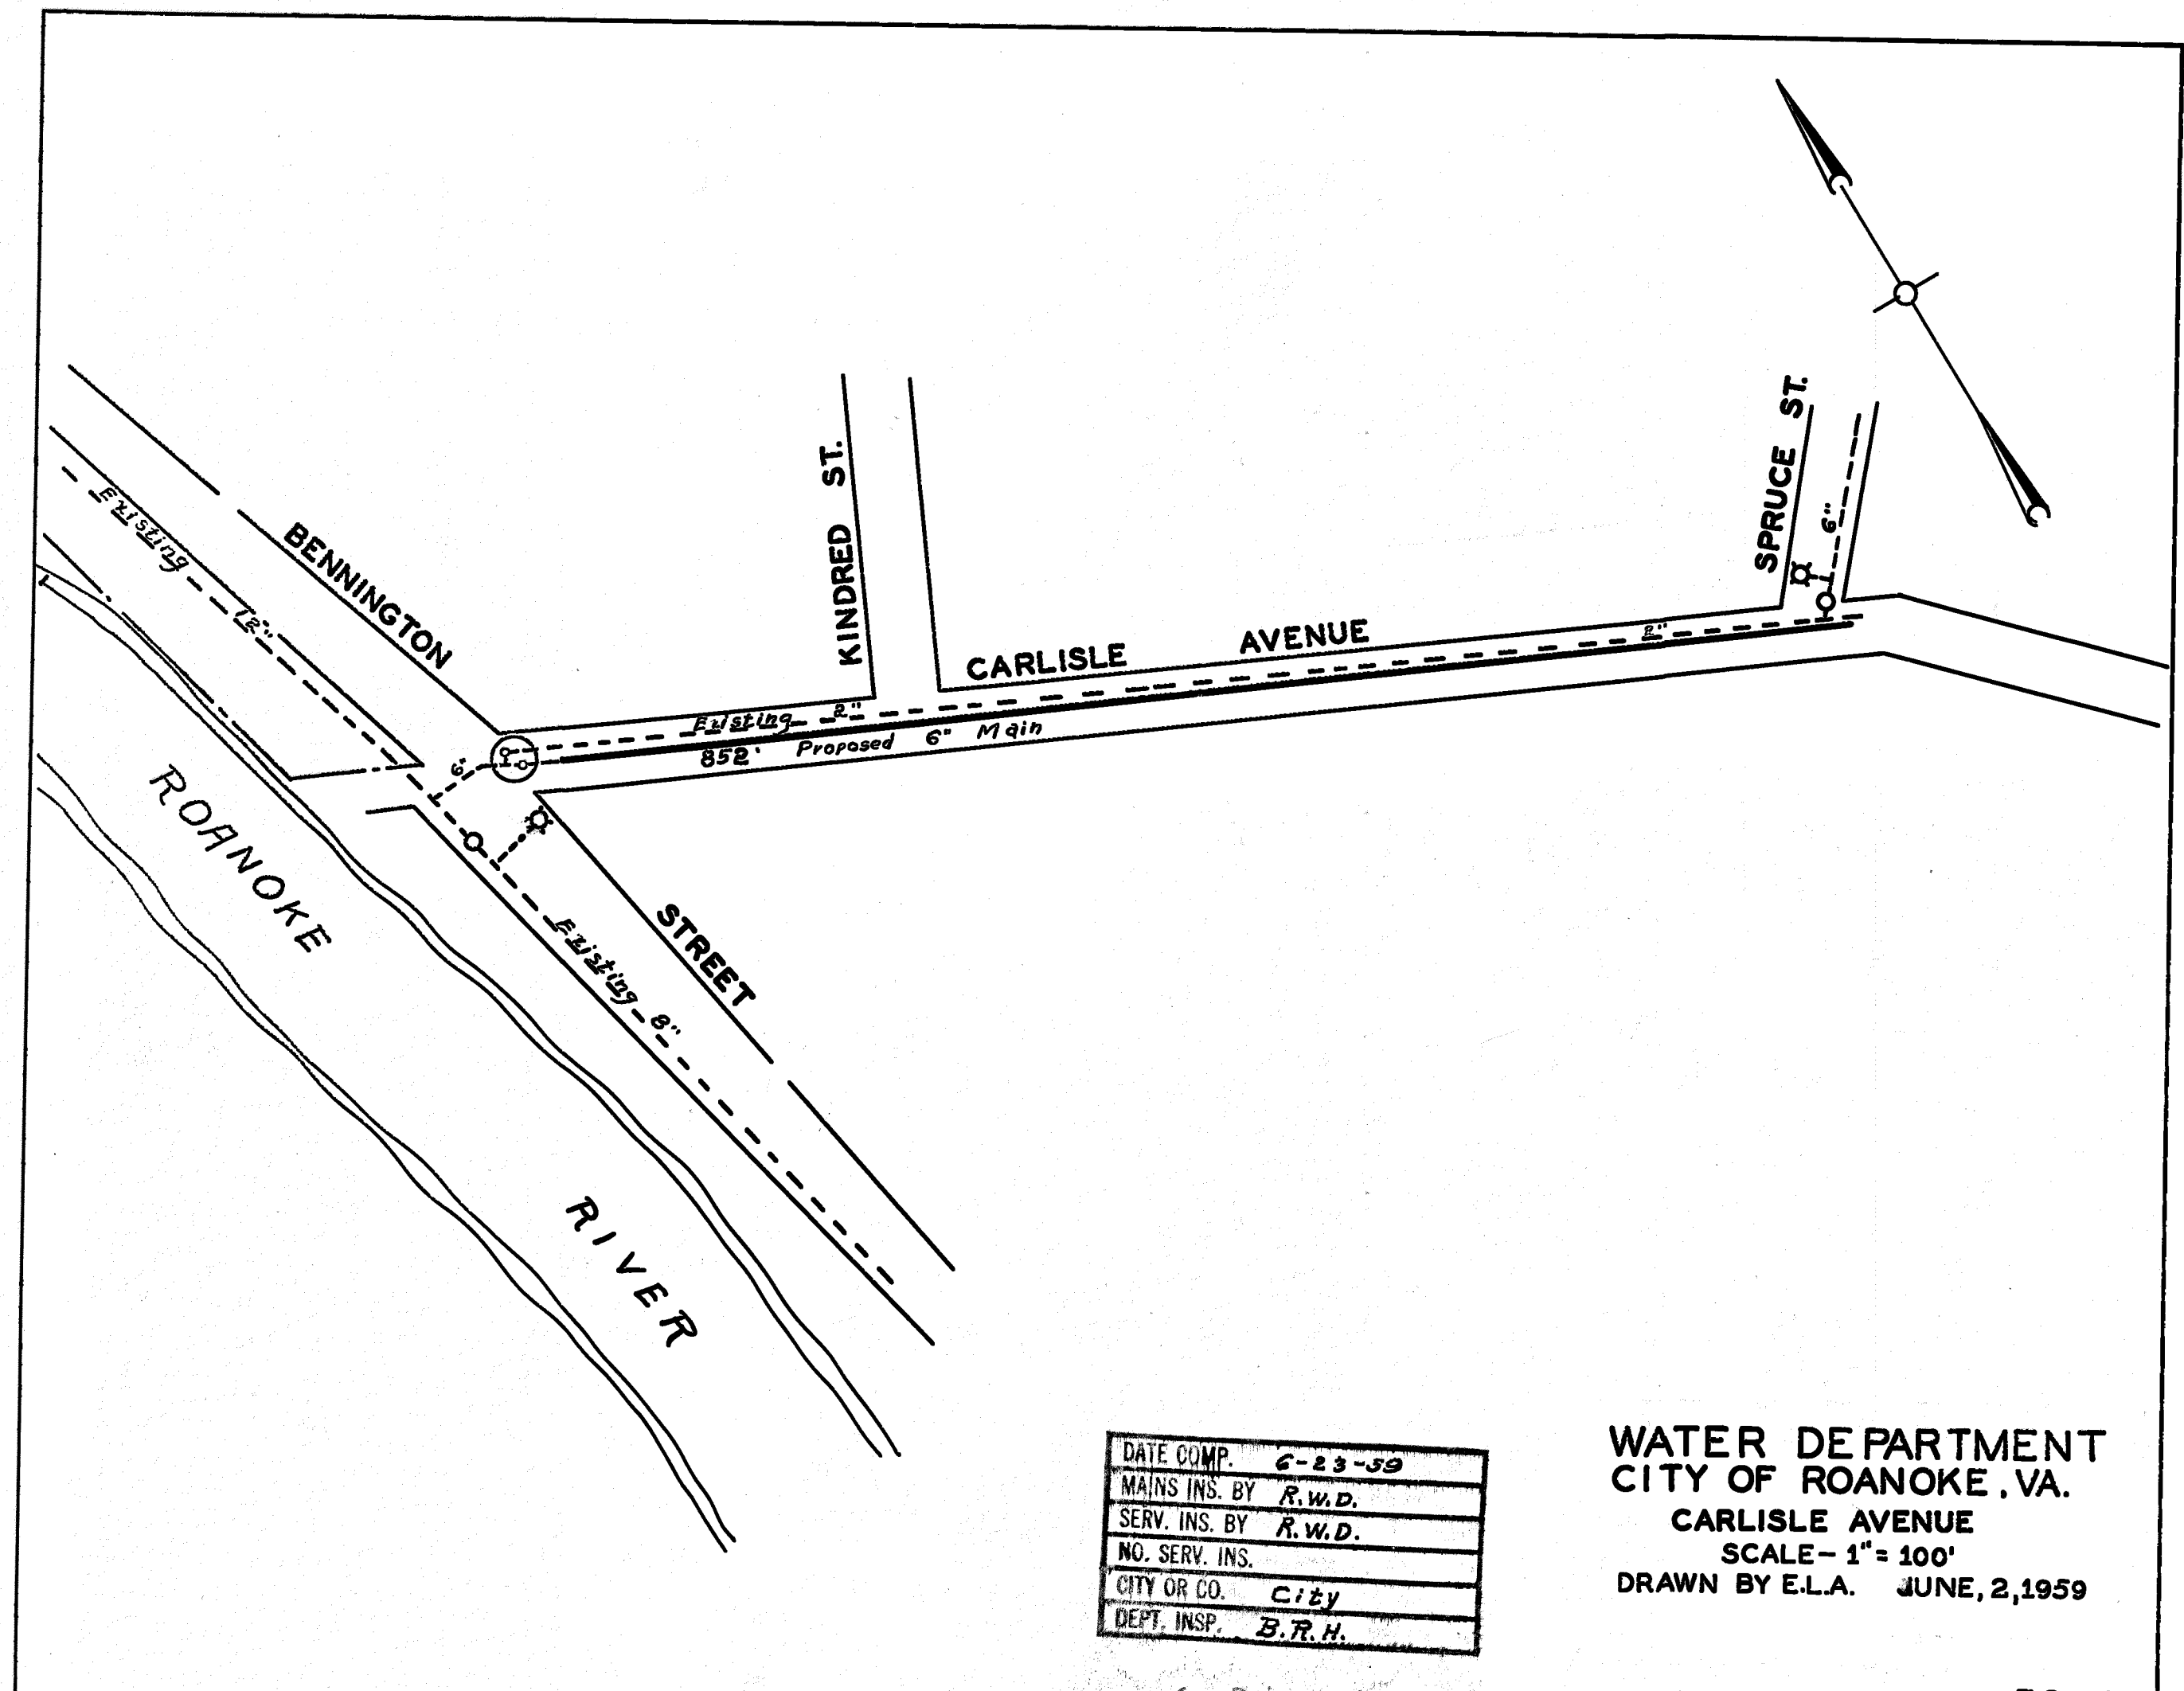 BENNINGTON
STREET
KINDRED ST.
SPRUCE ST.
CARLISLE AVENUE
Existing 12"
6"
Existing 2"
2"
6"
852' Proposed 6" Main
Existing 8"
ROANOKE
RIVER
DATE COMP. 6-23-59
MAINS INS. BY R.W.D.
SERV. INS. BY R.W.D.
NO. SERV. INS.
CITY OR CO. City
DEPT. INSP. B.R.H.
WATER DEPARTMENT
CITY OF ROANOKE, VA.
CARLISLE AVENUE
SCALE- 1"= 100'
DRAWN BY E.L.A. JUNE, 2, 1959